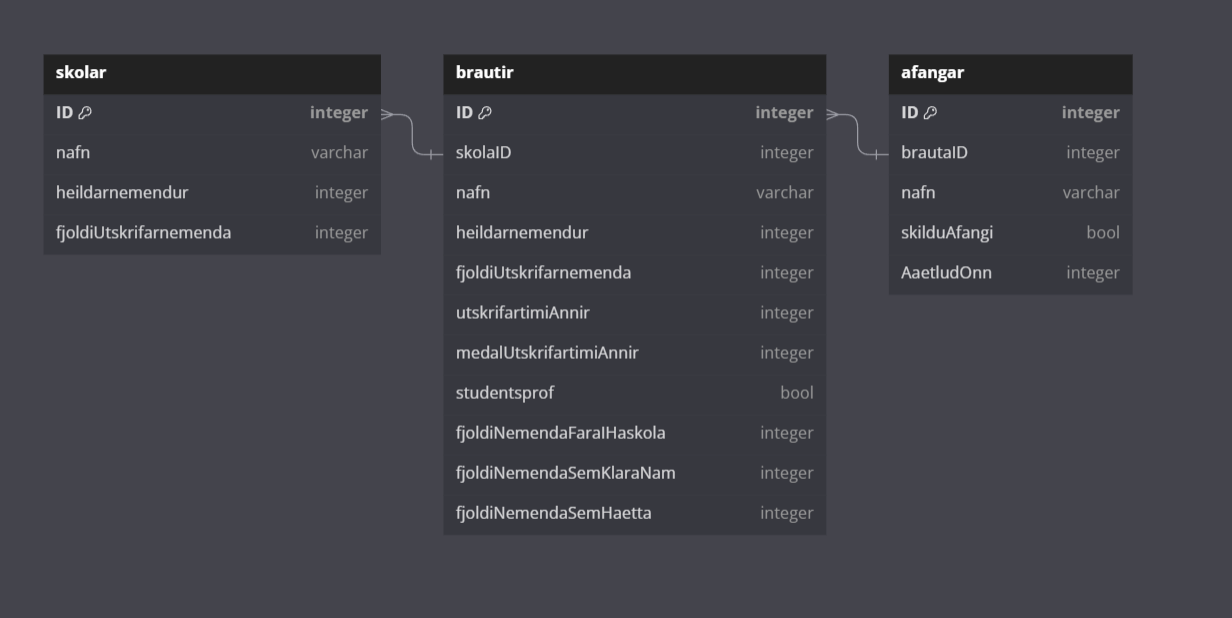 skolar
ID integer
nafn varchar
heildarnemendur integer
fjoldiUtskrifarnemenda integer
brautir
ID integer
skolaID integer
nafn varchar
heildarnemendur integer
fjoldiUtskrifarnemenda integer
utskrifartimiAnnir integer
medalUtskrifartimiAnnir integer
studentsprof bool
fjoldiNemendaFaraIHaskola integer
fjoldiNemendaSemKlaraNam integer
fjoldiNemendaSemHaetta integer
afangar
ID integer
brautaID integer
nafn varchar
skilduAfangi bool
AaetludOnn integer